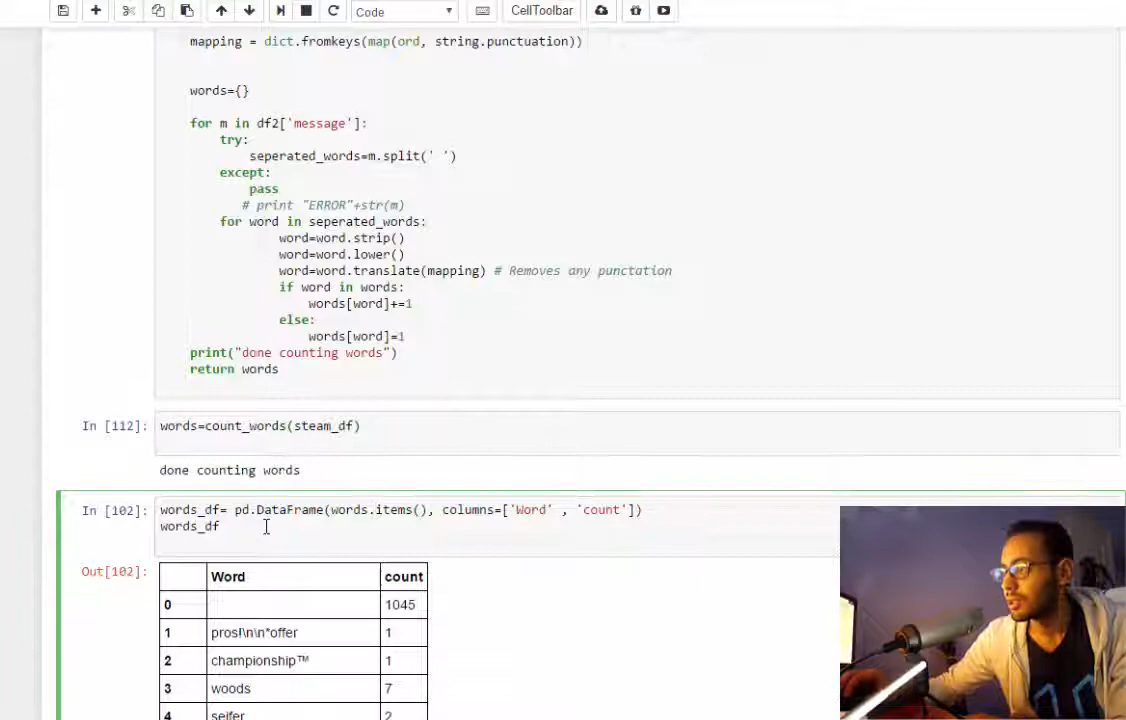 Code
CellToolbar
mapping = dict.fromkeys(map(ord, string.punctuation))
words={}
for m in df2['message']:
try:
seperated_words=m.split(' ')
except:
pass
# print "ERROR"+str(m)
for word in seperated_words:
word=word.strip()
word=word.lower()
word=word.translate(mapping) # Removes any punctation
if word in words:
words[word]+=1
else:
words[word]=1
print("done counting words")
return words
In [112]: words=count_words(steam_df)
done counting words
In [102]: words_df= pd.DataFrame(words.items(), columns=['Word' , 'count'])
words_df
Out[102]:
Word count
0 1045
1 pros!\n\n*offer 1
2 championship™ 1
3 woods 7
4 seifer 2